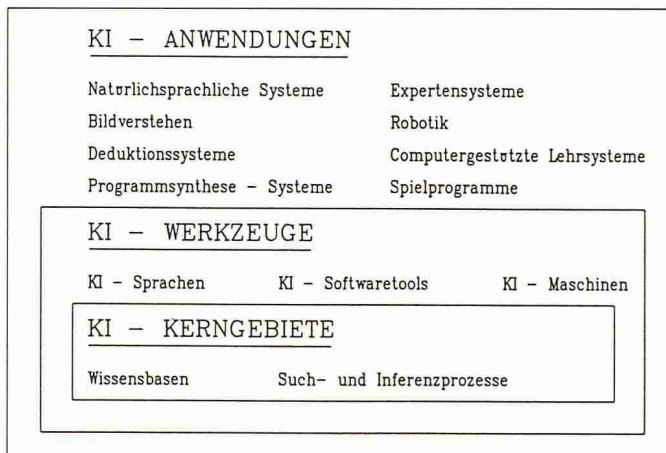 KI - ANWENDUNGEN
Natürlichsprachliche Systeme Expertensysteme
Bildverstehen Robotik
Deduktionssysteme Computergestützte Lehrsysteme
Programmsynthese - Systeme Spielprogramme
KI - WERKZEUGE
KI - Sprachen KI - Softwaretools KI - Maschinen
KI - KERNGEBIETE
Wissensbasen Such- und Inferenzprozesse